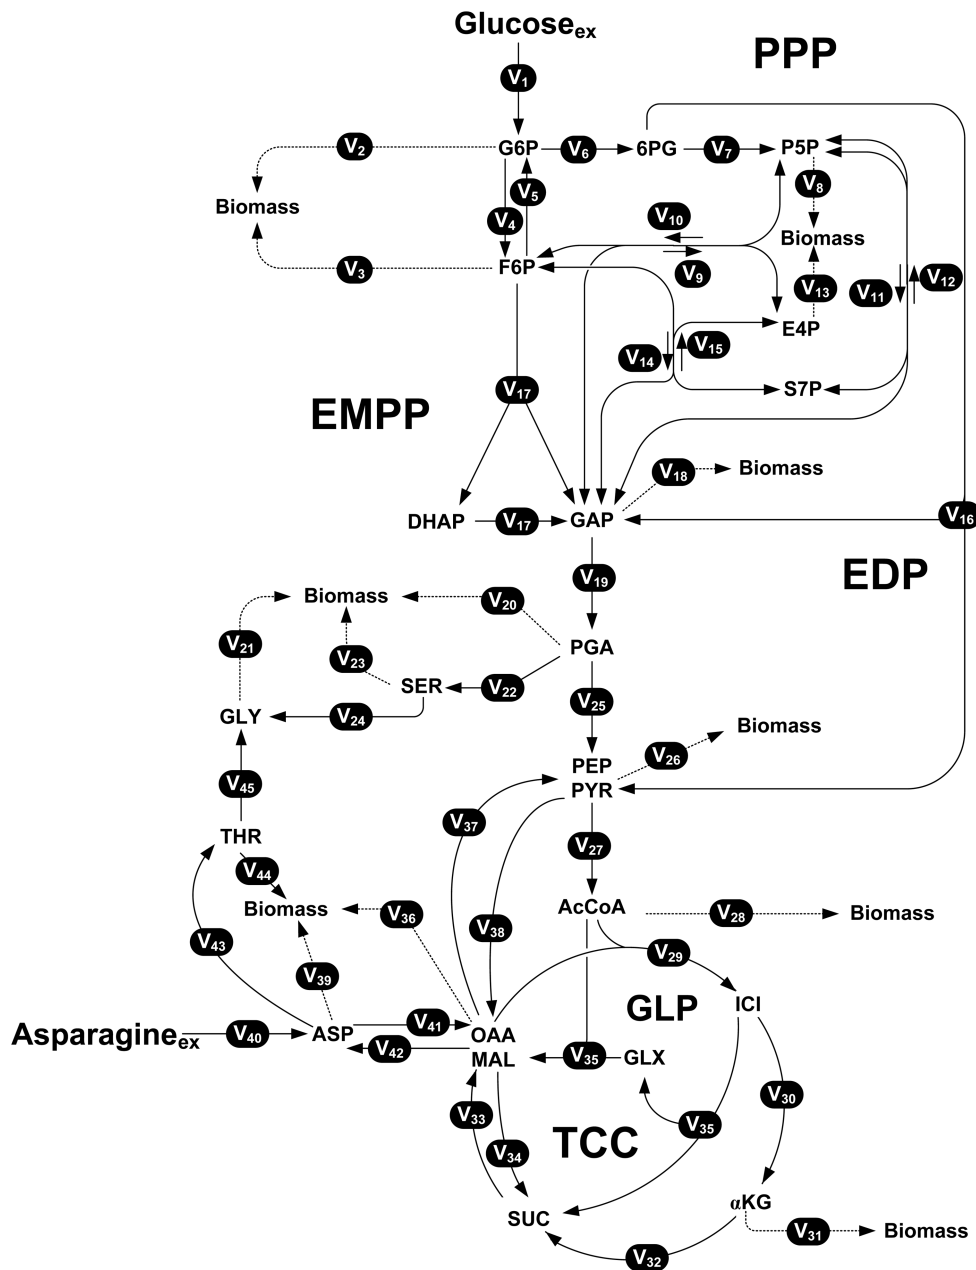 Glucoseex
PPP
V1
V2
G6P
V6
6PG
V7
P5P
V5
V8
Biomass
V4
V10
Biomass
V3
F6P
V9
V13
V11
V12
E4P
V14
V15
V17
S7P
EMPP
V18
Biomass
DHAP
V17
GAP
V16
EDP
V19
Biomass
V20
V21
V23
PGA
SER
V22
V25
GLY
V24
V26
Biomass
PEP
PYR
V45
V37
V27
THR
V44
Biomass
V36
AcCoA
V28
Biomass
V38
V43
V29
V39
GLP
ICI
Asparagineex
V40
ASP
V41
OAA
V42
MAL
V35
GLX
V33
V30
V35
TCC
V34
αKG
SUC
V31
Biomass
V32